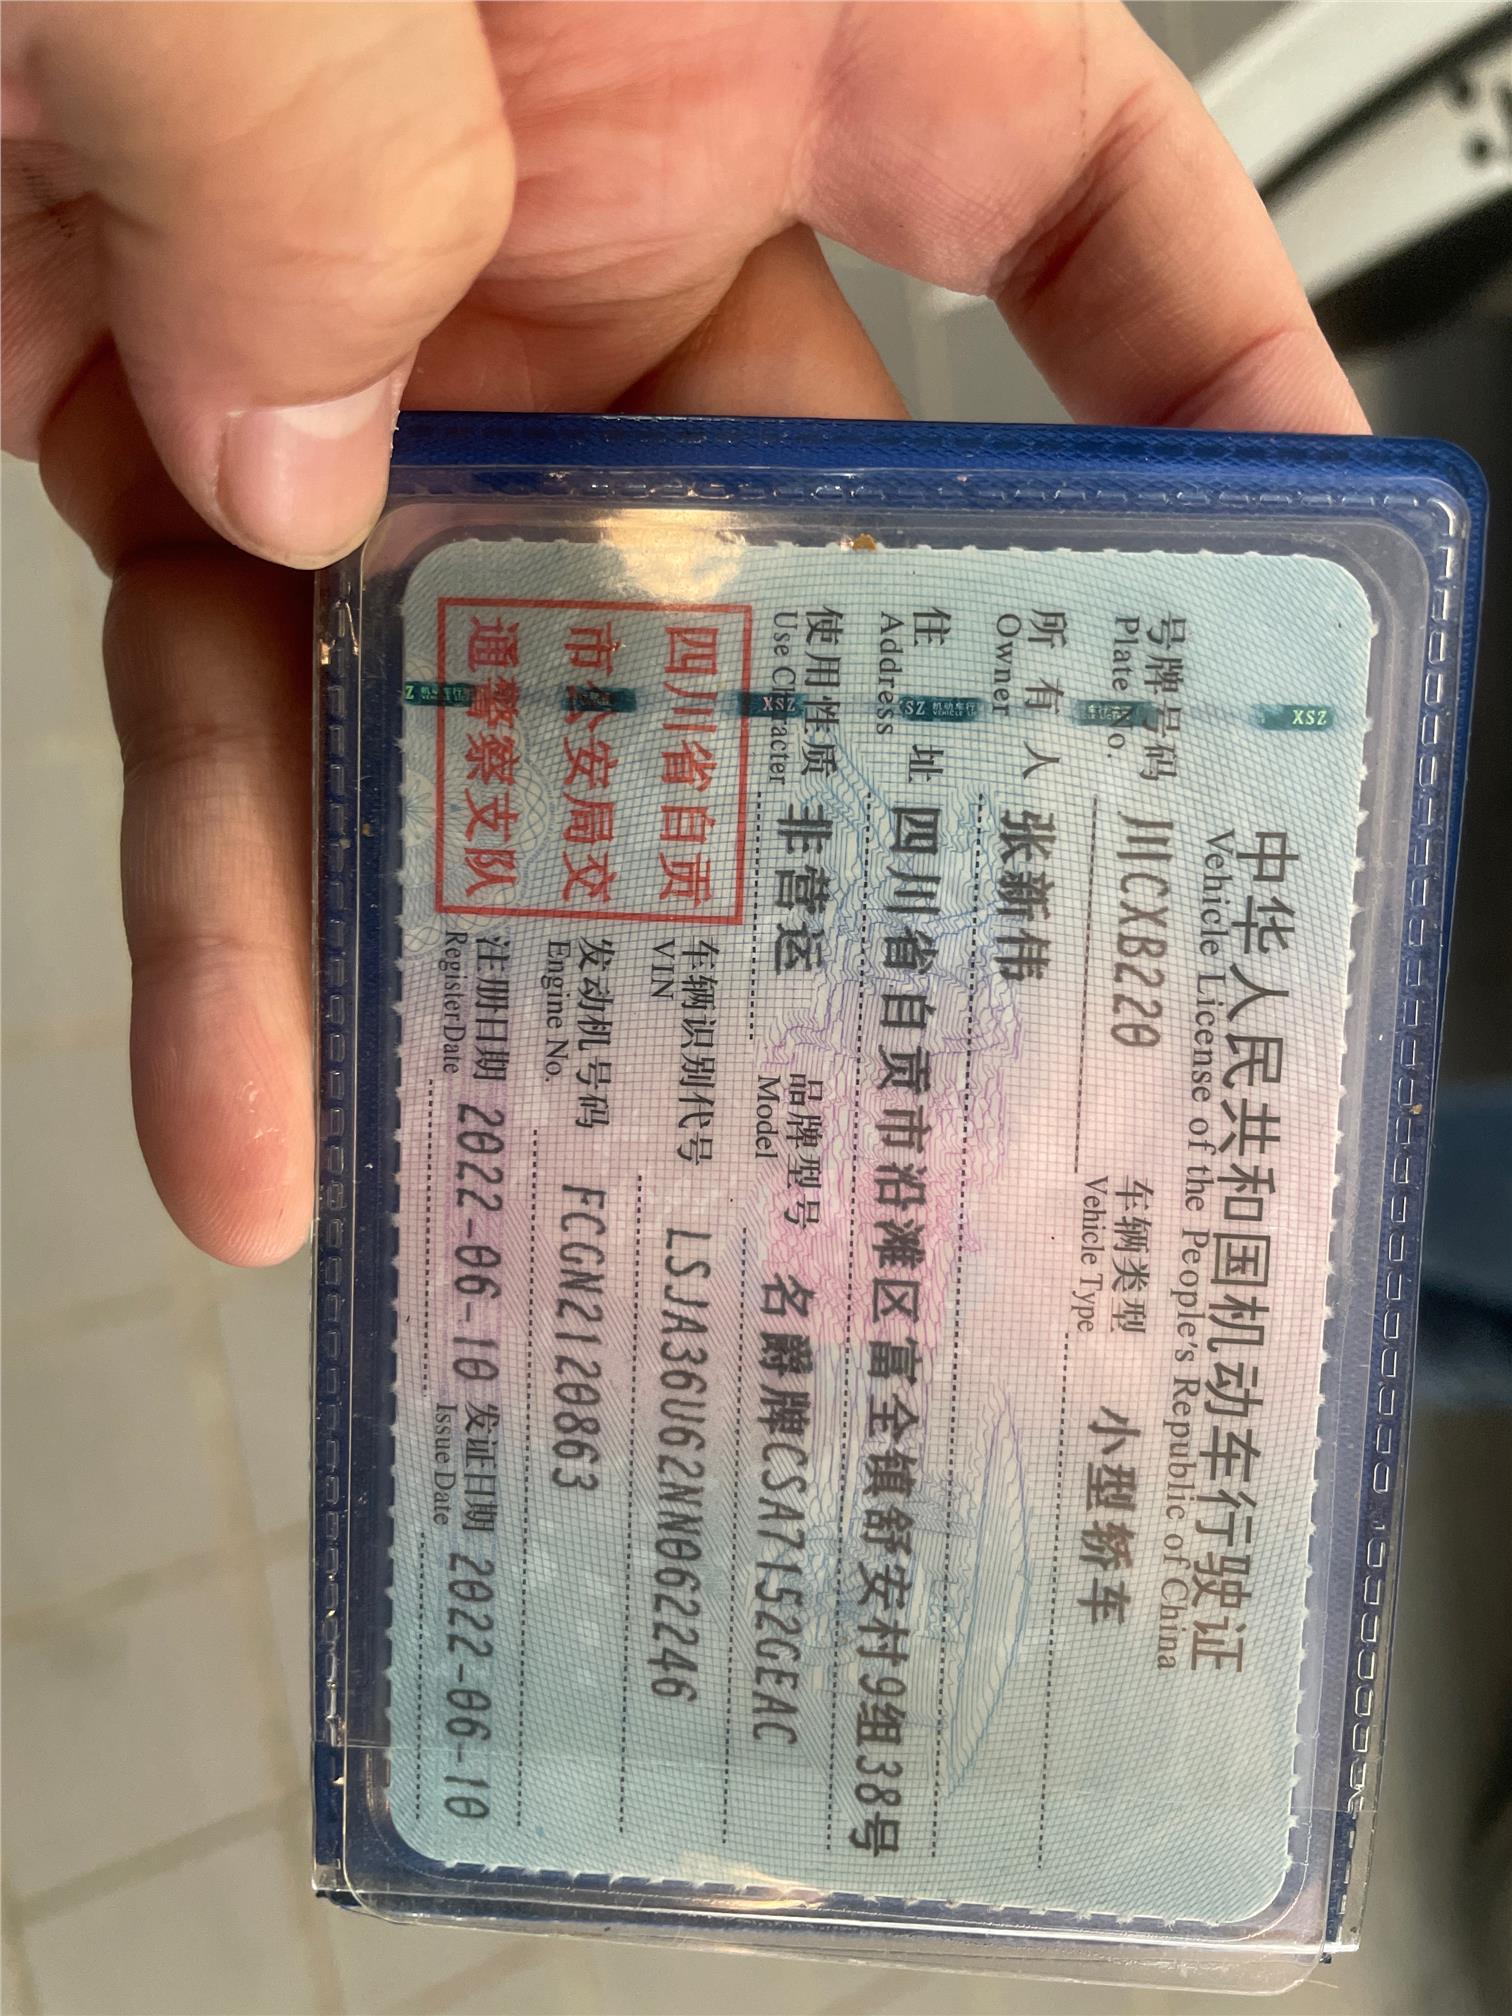 中华人民共和国机动车行驶证
Vehicle License of the People's Republic of China
号牌号码 川CXB220 车辆类型 小型轿车
Plate No. Vehicle Type
所有人 张新伟
Owner
住址 四川省自贡市沿滩区富全镇舒安村9组38号
Address
使用性质 非营运 品牌型号 名爵牌CSA7152GEAC
Use Character Model
四川省自贡
市公安局交
通警察支队
车辆识别代号 LSJA36U62NN062246
VIN
发动机号码 FCGN2120863
Engine No.
注册日期 2022-06-10 发证日期 2022-06-10
Register Date Issue Date